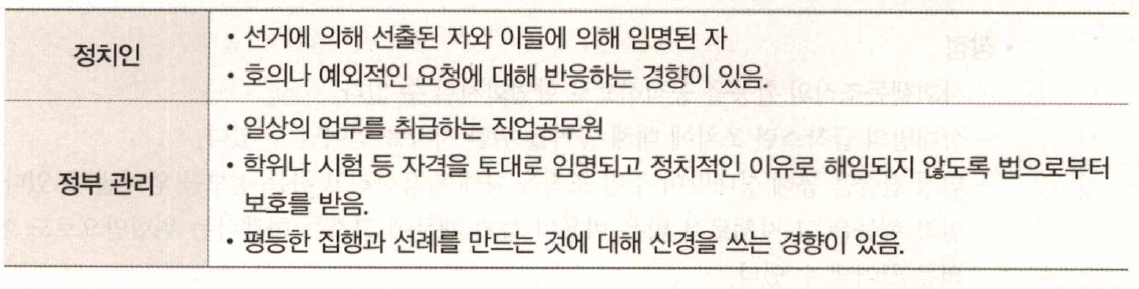 정치인
• 선거에 의해 선출된 자와 이들에 의해 임명된 자
• 호의나 예외적인 요청에 대해 반응하는 경향이 있음.
정부 관리
• 일상의 업무를 취급하는 직업공무원
• 학위나 시험 등 자격을 토대로 임명되고 정치적인 이유로 해임되지 않도록 법으로부터
보호를 받음.
• 평등한 집행과 선례를 만드는 것에 대해 신경을 쓰는 경향이 있음.